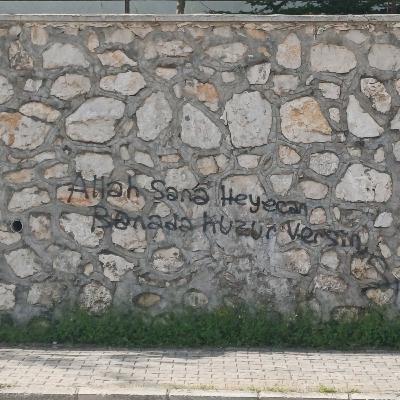 Allah Sana Heyecan
Banada Huzur Versin